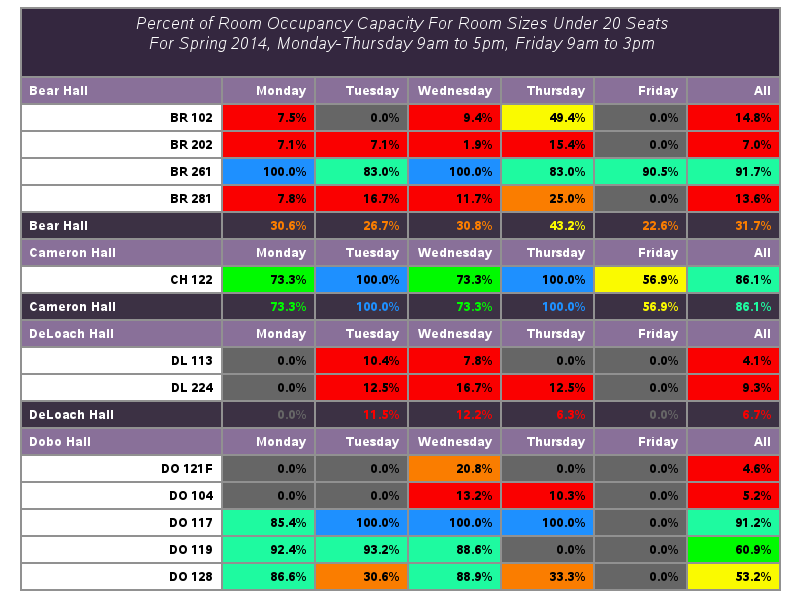 Percent of Room Occupancy Capacity For Room Sizes Under 20 Seats
For Spring 2014, Monday-Thursday 9am to 5pm, Friday 9am to 3pm
Bear Hall Monday Tuesday Wednesday Thursday Friday All
BR 102 7.5% 0.0% 9.4% 49.4% 0.0% 14.8%
BR 202 7.1% 7.1% 1.9% 15.4% 0.0% 7.0%
BR 261 100.0% 83.0% 100.0% 83.0% 90.5% 91.7%
BR 281 7.8% 16.7% 11.7% 25.0% 0.0% 13.6%
Bear Hall 30.6% 26.7% 30.8% 43.2% 22.6% 31.7%
Cameron Hall Monday Tuesday Wednesday Thursday Friday All
CH 122 73.3% 100.0% 73.3% 100.0% 56.9% 86.1%
Cameron Hall 73.3% 100.0% 73.3% 100.0% 56.9% 86.1%
DeLoach Hall Monday Tuesday Wednesday Thursday Friday All
DL 113 0.0% 10.4% 7.8% 0.0% 0.0% 4.1%
DL 224 0.0% 12.5% 16.7% 12.5% 0.0% 9.3%
DeLoach Hall 0.0% 11.5% 12.2% 6.3% 0.0% 6.7%
Dobo Hall Monday Tuesday Wednesday Thursday Friday All
DO 121F 0.0% 0.0% 20.8% 0.0% 0.0% 4.6%
DO 104 0.0% 0.0% 13.2% 10.3% 0.0% 5.2%
DO 117 85.4% 100.0% 100.0% 100.0% 0.0% 91.2%
DO 119 92.4% 93.2% 88.6% 0.0% 0.0% 60.9%
DO 128 86.6% 30.6% 88.9% 33.3% 0.0% 53.2%